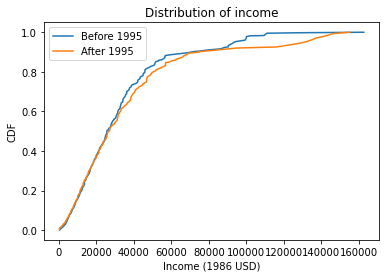 Distribution of income
Before 1995
After 1995
1.0
0.8
0.6
0.4
0.2
0.0
CDF
0 20000 40000 60000 80000 100000 120000 140000 160000
Income (1986 USD)